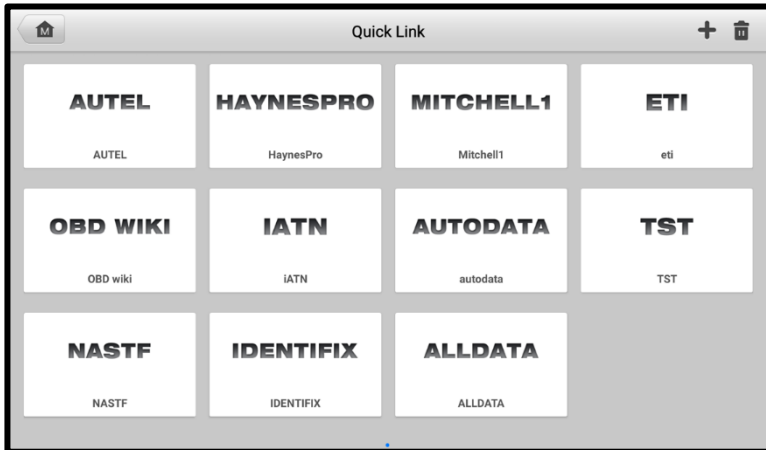 M
Quick Link
AUTEL
HAYNESPRO
MITCHELL1
ETI
AUTEL
HaynesPro
Mitchell1
eti
OBD WIKI
IATN
AUTODATA
TST
OBD wiki
iATN
autodata
TST
NASTF
IDENTIFIX
ALLDATA
NASTF
IDENTIFIX
ALLDATA